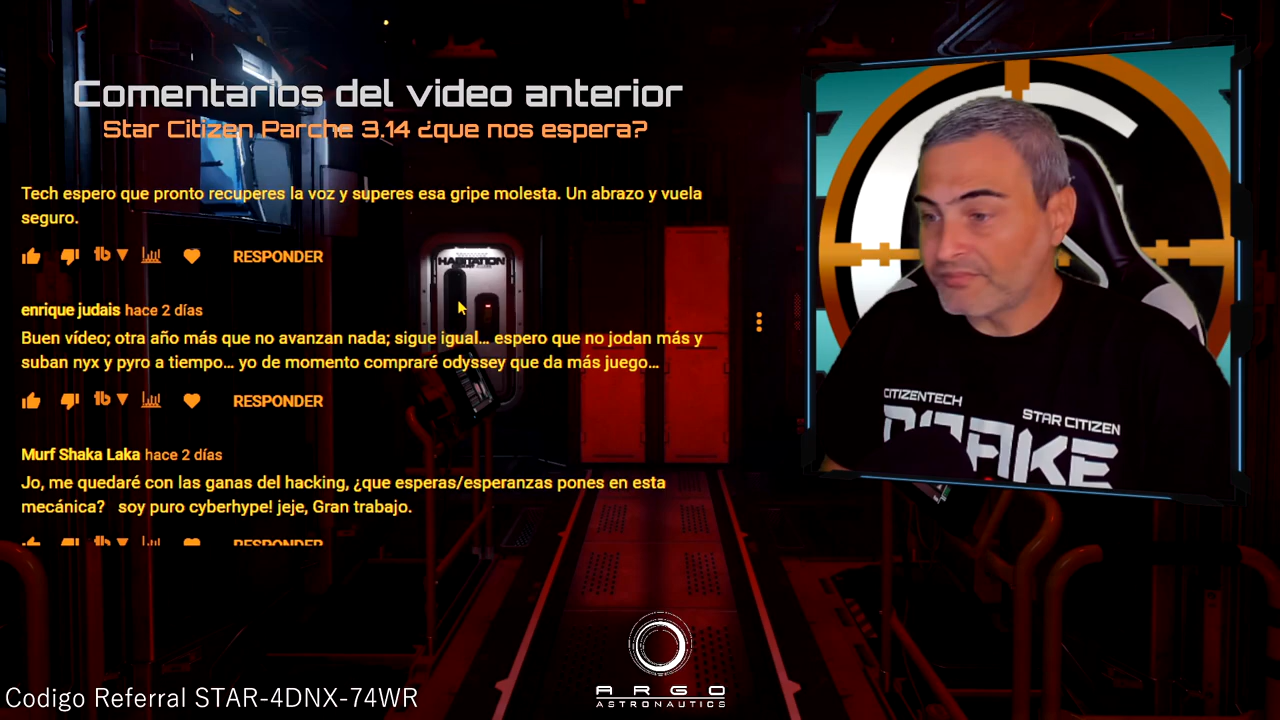 Comentarios del video anterior
Star Citizen Parche 3.14 ¿que nos espera?
Tech espero que pronto recuperes la voz y superes esa gripe molesta. Un abrazo y vuela
seguro.
RESPONDER
enrique judais hace 2 días
Buen vídeo; otra año más que no avanzan nada; sigue igual... espero que no jodan más y
suban nyx y pyro a tiempo... yo de momento compraré odyssey que da más juego...
RESPONDER
Murf Shaka Laka hace 2 días
Jo, me quedaré con las ganas del hacking, ¿que esperas/esperanzas pones en esta
mecánica? soy puro cyberhype! jeje, Gran trabajo.
RESPONDER
HABITATION
CITIZENTECH
STAR CITIZEN
DRAKE
ARGO
ASTRONAUTICS
Codigo Referral STAR-4DNX-74WR